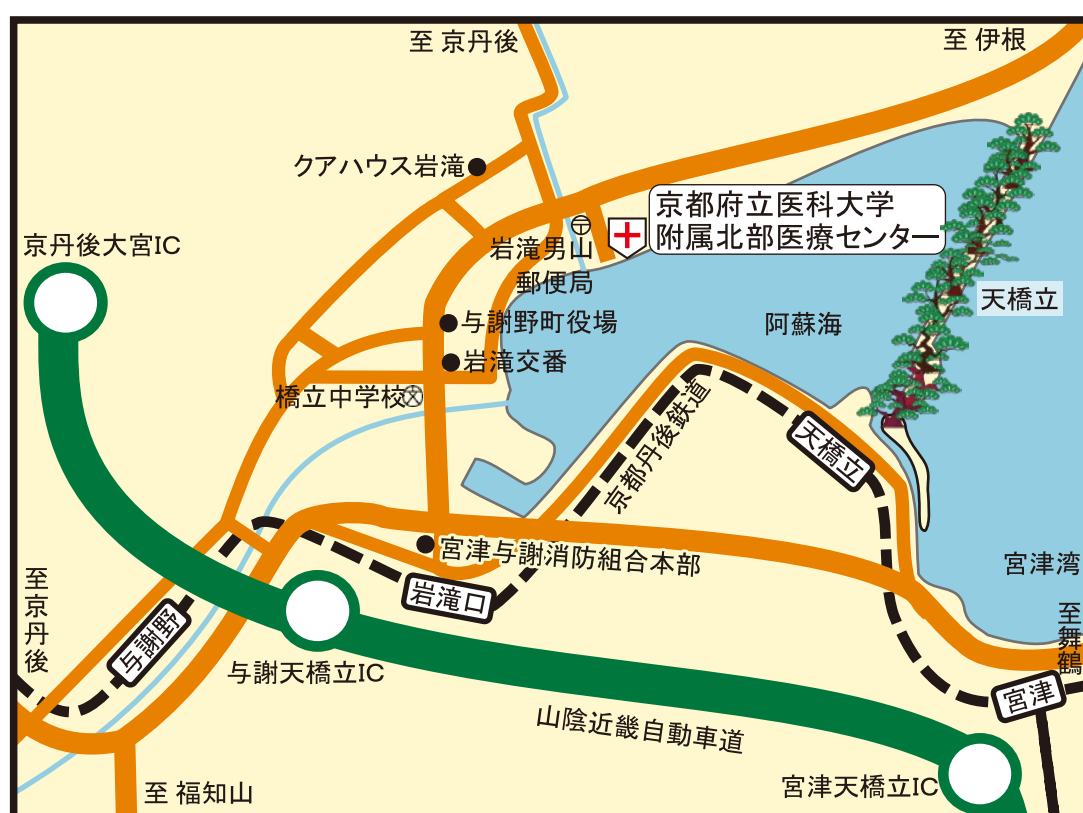 至 京丹後
至 伊根
クアハウス岩滝
京都府立医科大学
附属北部医療センター
京丹後大宮IC
岩滝男山
郵便局
天橋立
与謝野町役場
阿蘇海
岩滝交番
橋立中学校
文
京都丹後鉄道
天橋立
宮津与謝消防組合本部
宮津湾
至京丹後
岩滝口
至舞鶴
与謝野
与謝天橋立IC
宮津
山陰近畿自動車道
宮津天橋立IC
至 福知山